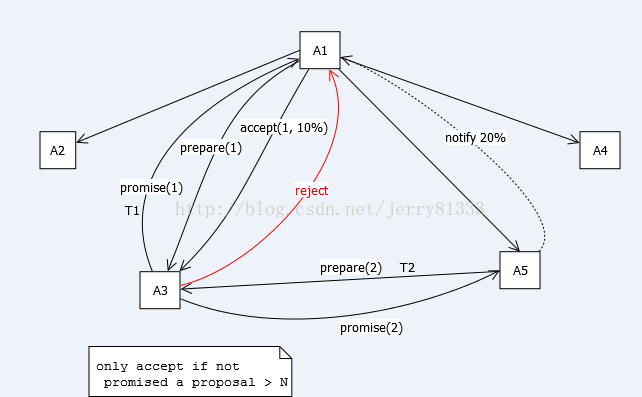 A1
A2
A4
accept(1, 10%)
notify 20%
prepare(1)
promise(1)
reject
T1
http://blog.csdn.net/jerry81333
prepare(2) T2
A5
A3
promise(2)
only accept if not
promised a proposal > N